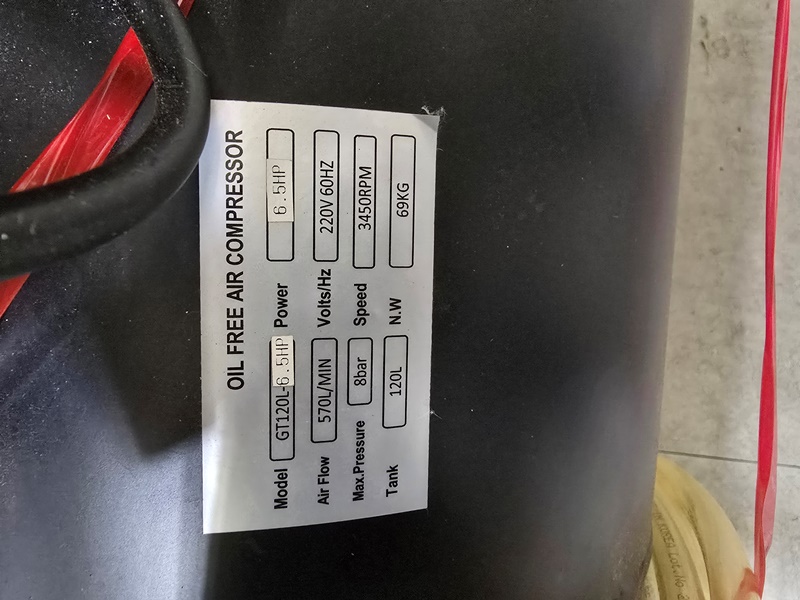 OIL FREE AIR COMPRESSOR
Model GT120L-6.5HP Power 6.5HP
Air Flow 570L/MIN Volts/Hz 220V 60HZ
Max.Pressure 8bar Speed 3450RPM
Tank 120L N.W 69KG
KOREA